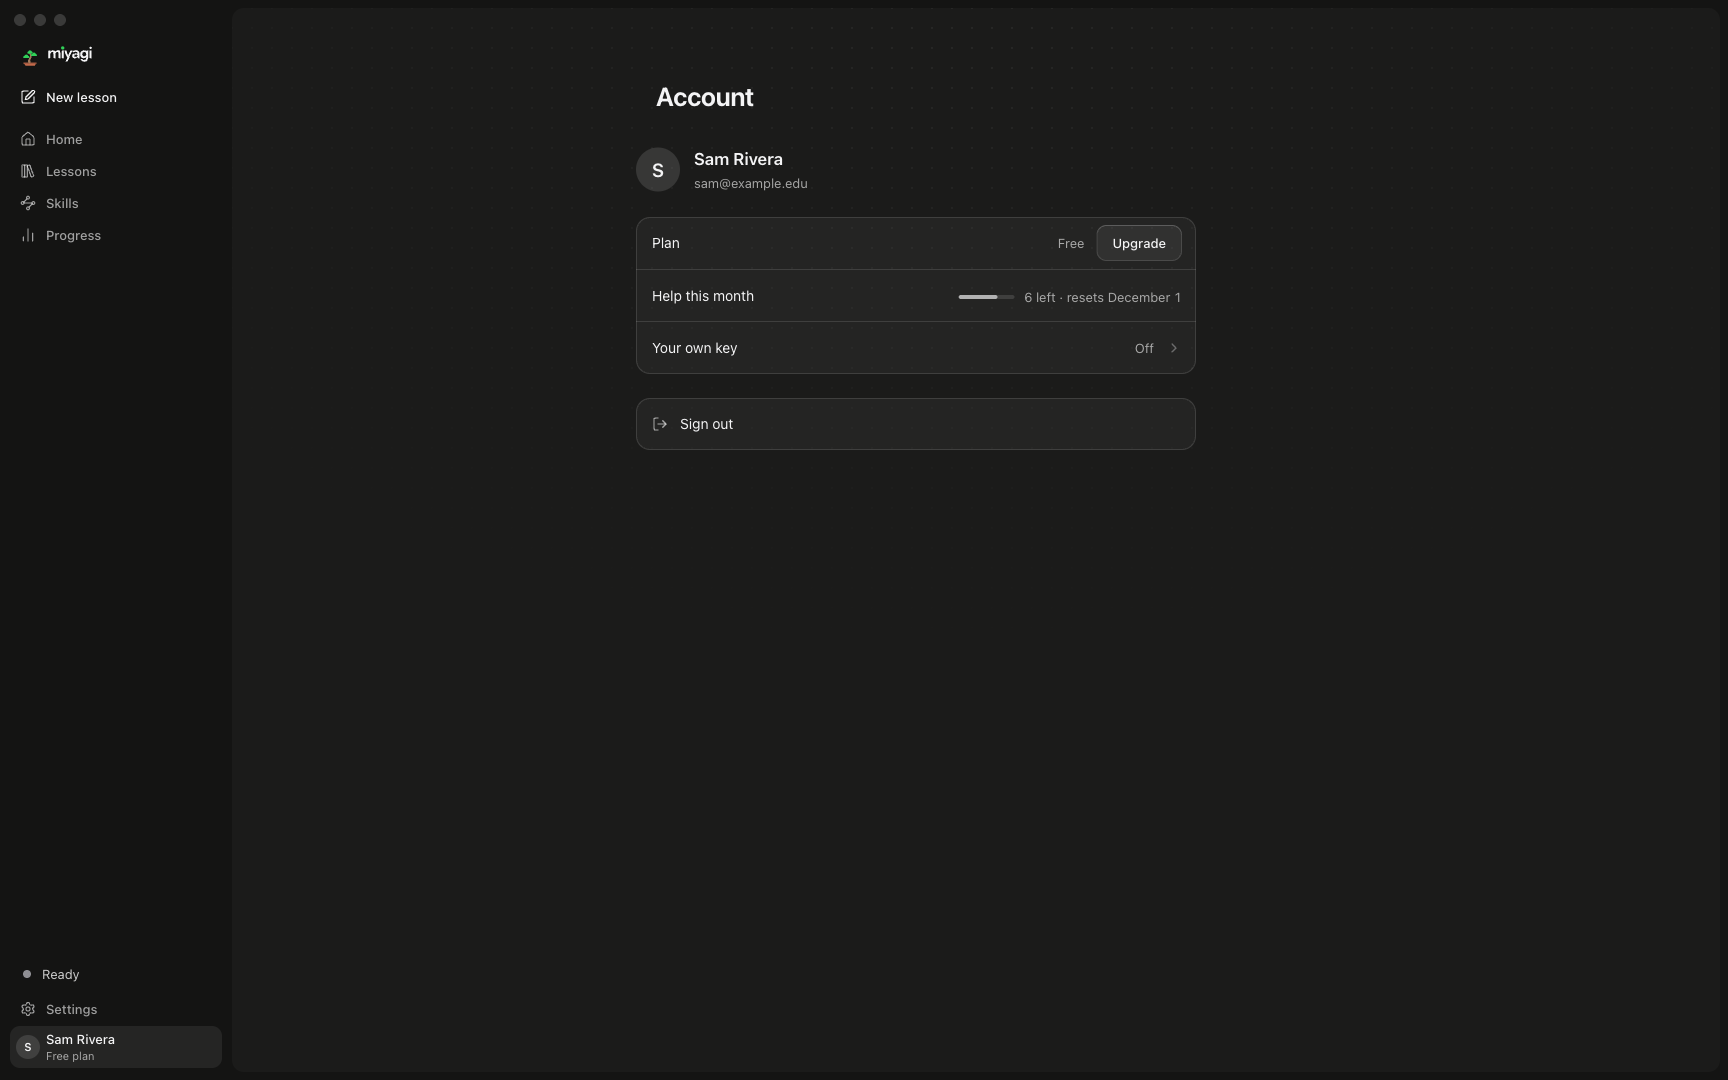 miyagi
New lesson
Home
Lessons
Skills
Progress
Account
S
Sam Rivera
sam@example.edu
Plan
Free
Upgrade
Help this month
6 left · resets December 1
Your own key
Off
Sign out
Ready
Settings
S
Sam Rivera
Free plan